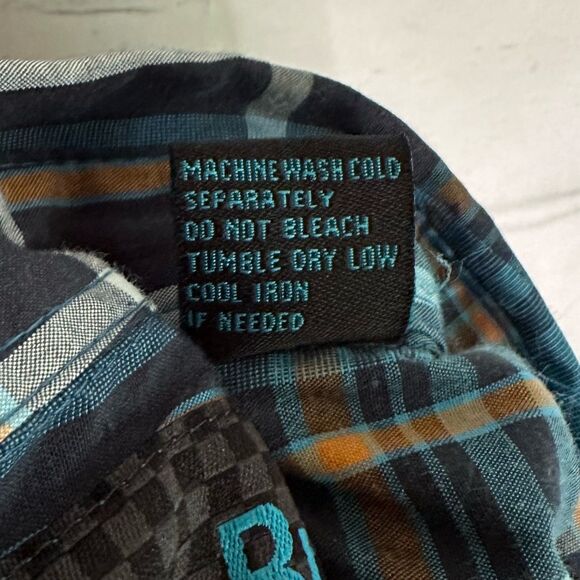 MACHINE WASH COLD
SEPARATELY
DO NOT BLEACH
TUMBLE DRY LOW
COOL IRON
IF NEEDED